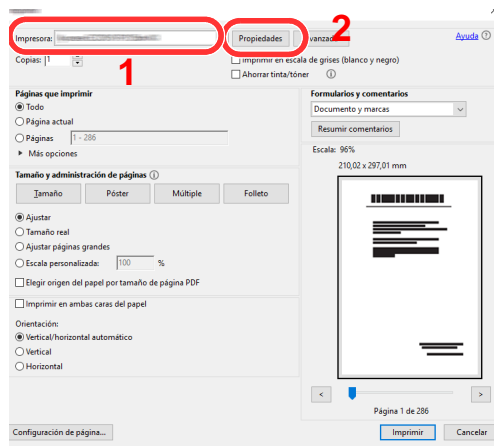 Impresora:
Propiedades
2
Ayuda
Copias: 1
1
Imprimir en escala de grises (blanco y negro)
Ahorrar tinta/tóner
Páginas que imprimir
Todo
Página actual
Páginas 1 - 286
Más opciones
Formularios y comentarios
Documento y marcas
Resumir comentarios
Escala: 96%
210,02 x 297,01 mm
Tamaño y administración de páginas
Tamaño Póster Múltiple Folleto
Ajustar
Tamaño real
Ajustar páginas grandes
Escala personalizada: 100 %
Elegir origen del papel por tamaño de página PDF
Imprimir en ambas caras del papel
Orientación:
Vertical/horizontal automático
Vertical
Horizontal
< >
Página 1 de 286
Configuración de página...
Imprimir Cancelar